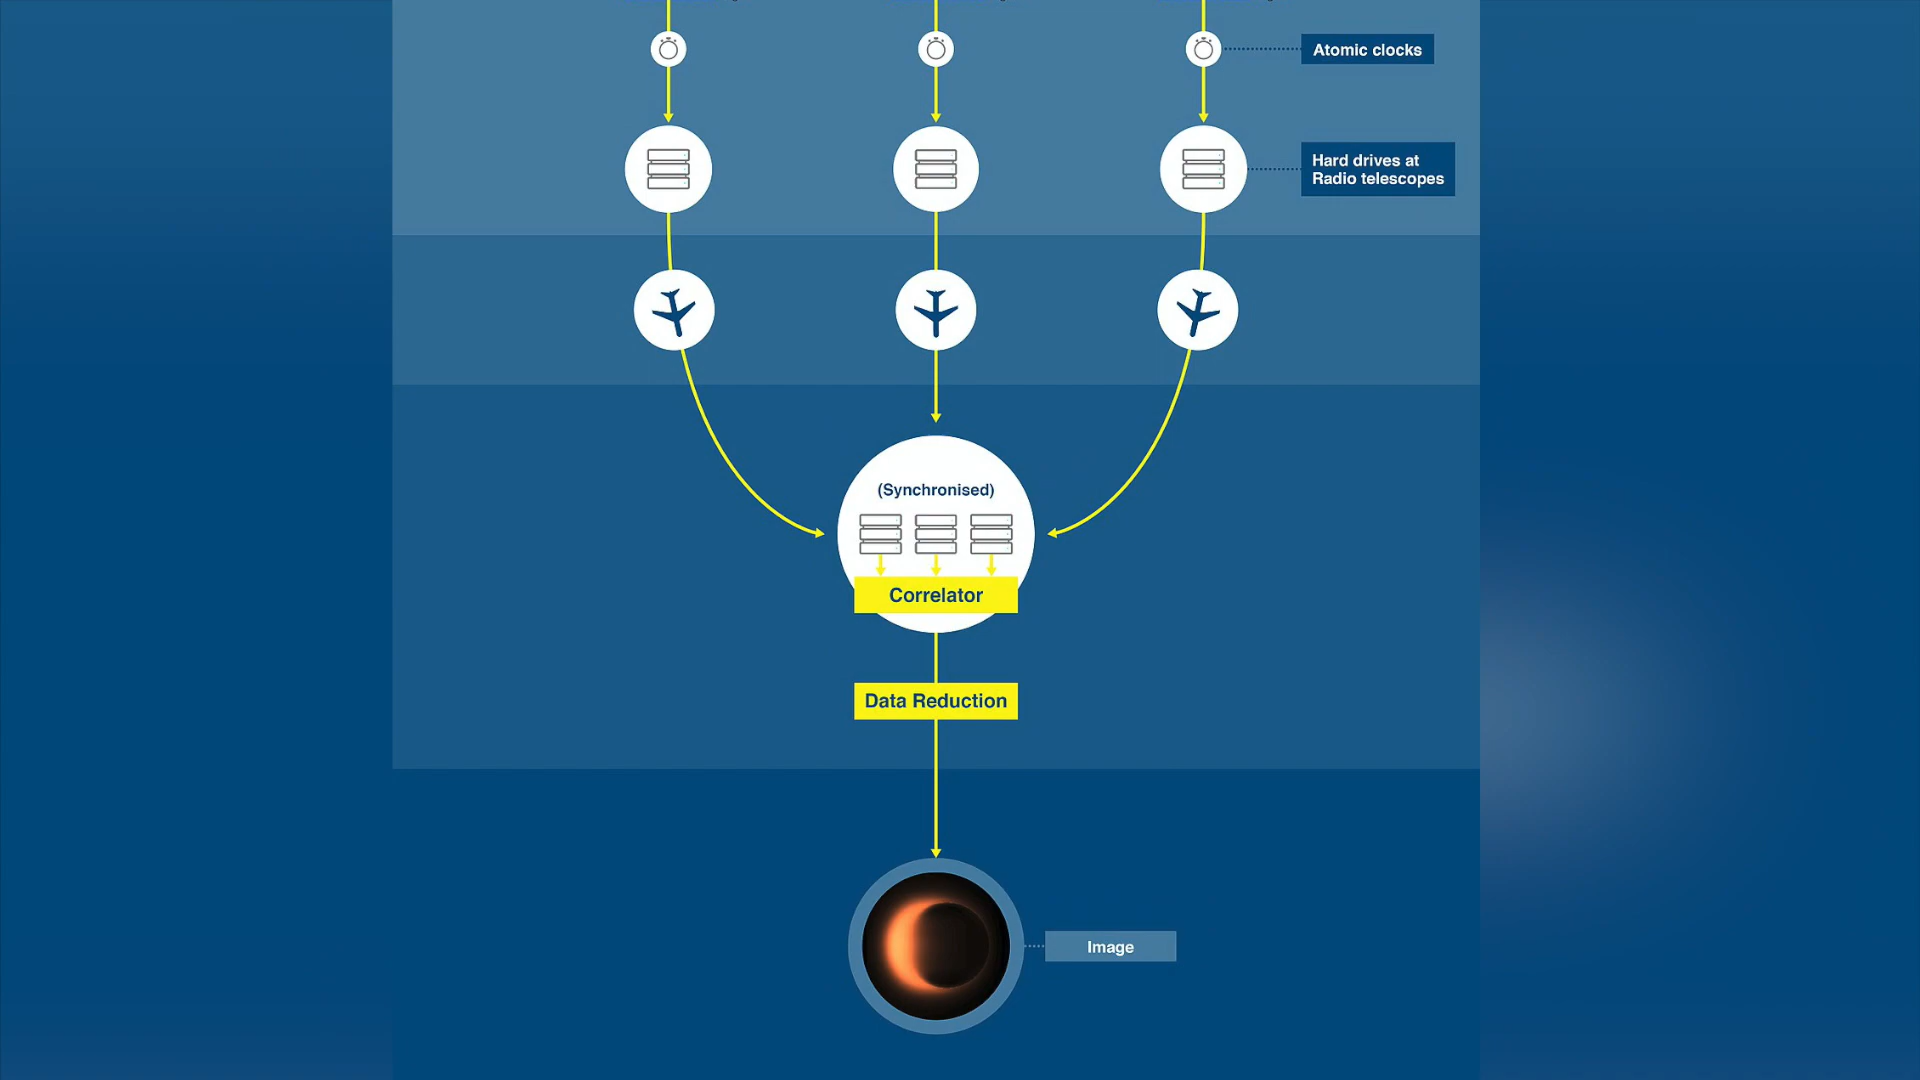 Atomic clocks
Hard drives at
Radio telescopes
(Synchronised)
Correlator
Data Reduction
Image